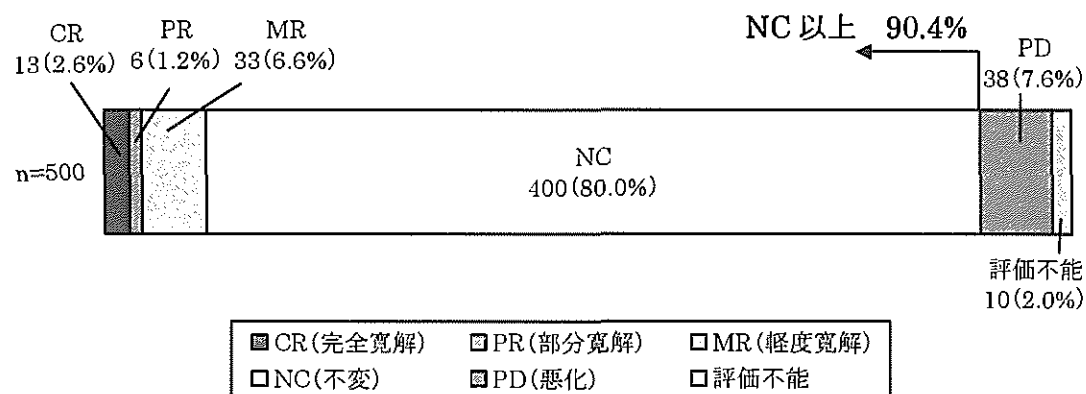 CR
13(2.6%)
PR
6(1.2%)
MR
33(6.6%)
NC 以上 90.4%
PD
38(7.6%)
n=500
NC
400(80.0%)
評価不能
10(2.0%)
CR(完全寛解) PR(部分寛解) MR(軽度寛解)
NC(不変) PD(悪化) 評価不能